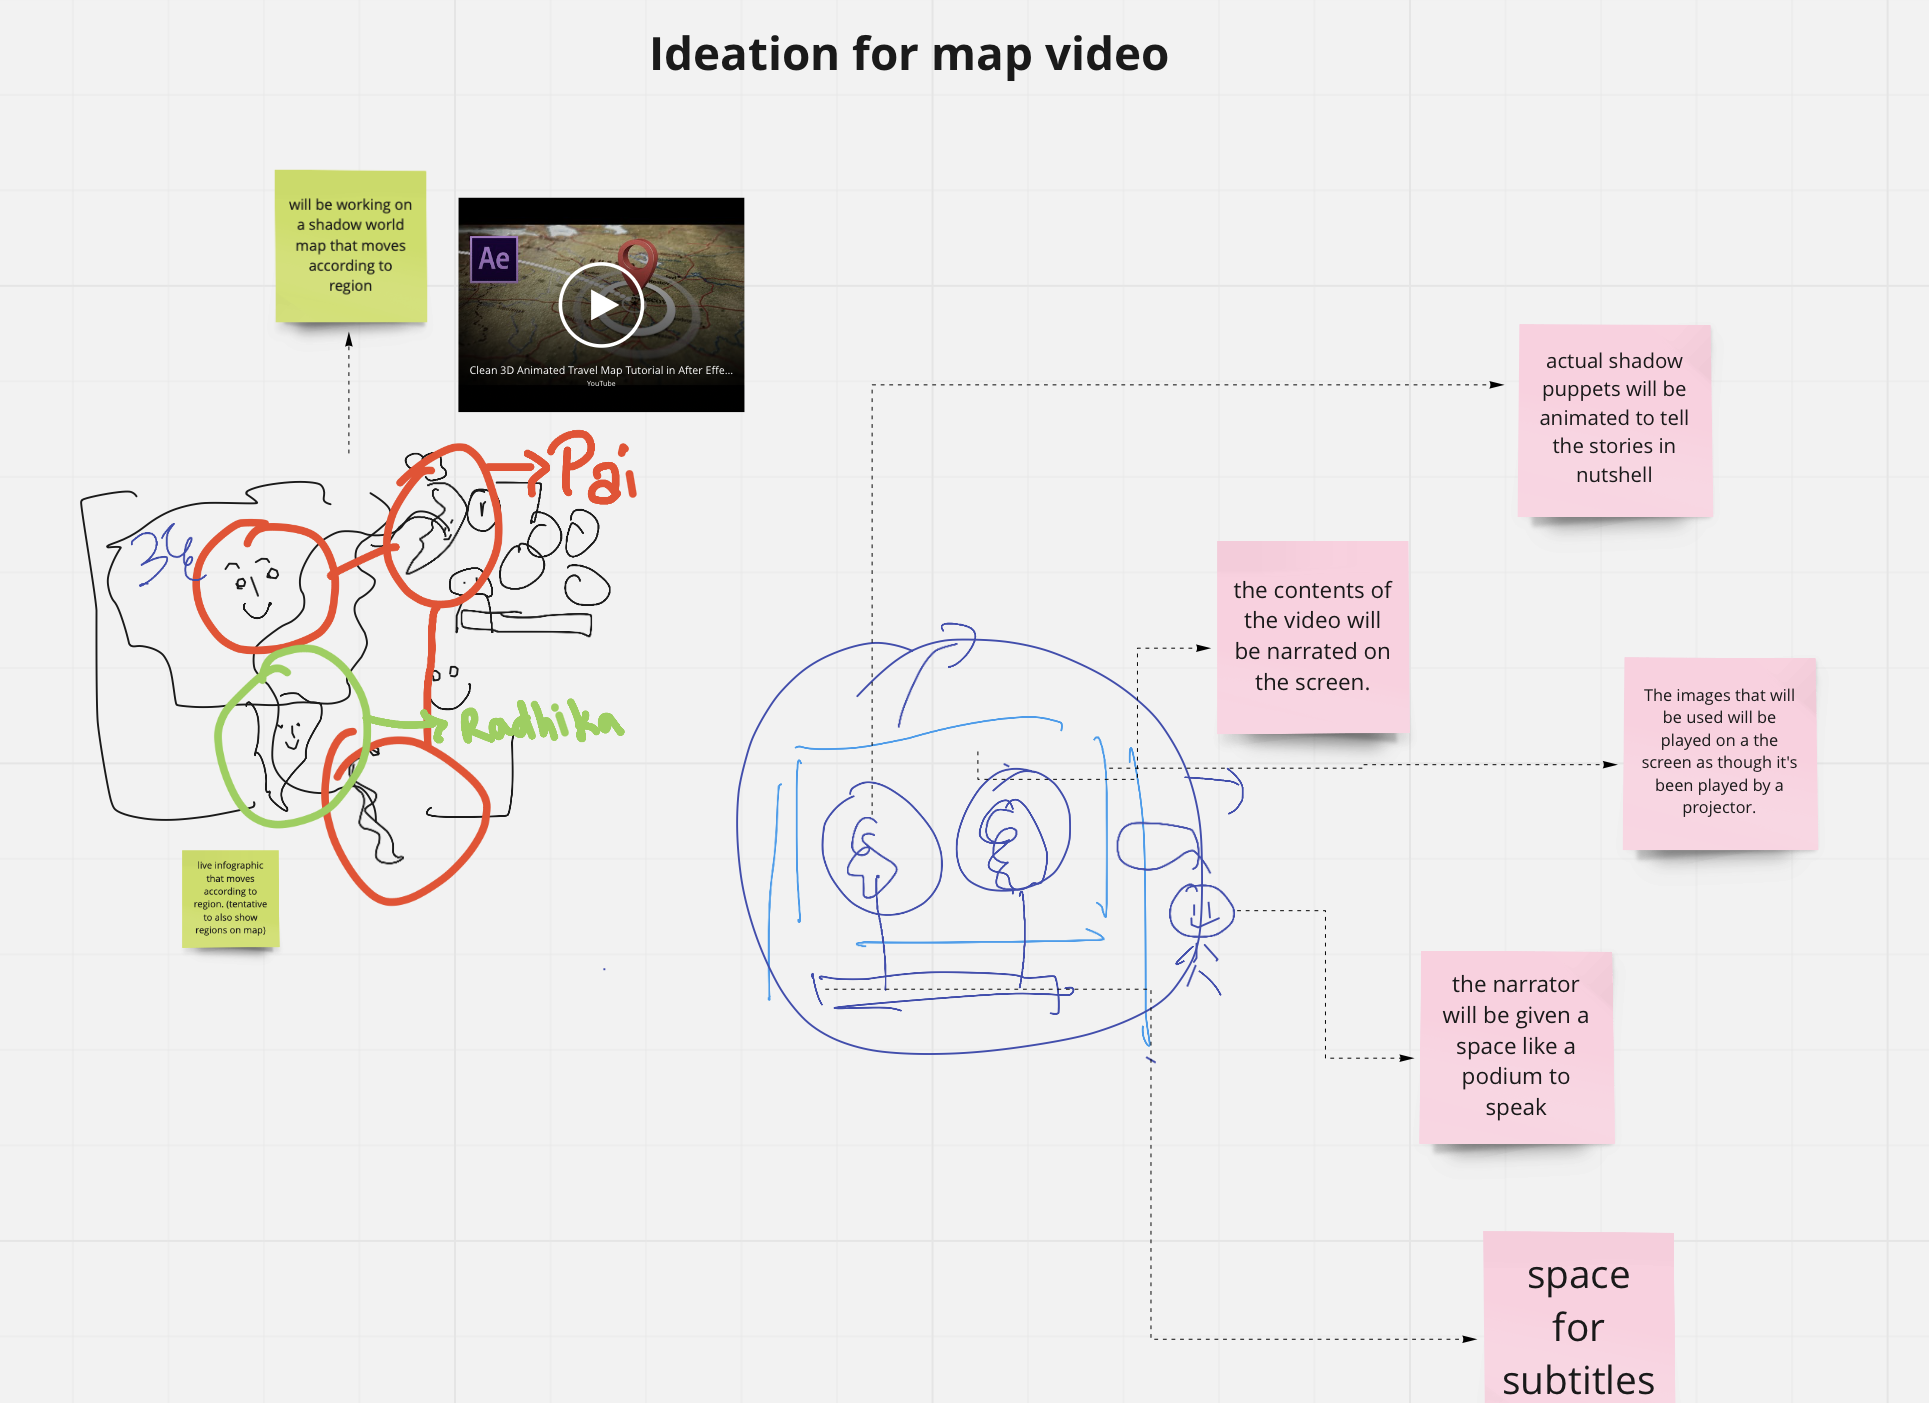 Ideation for map video
will be working on
a shadow world
map that moves
according to
region
Ae
Clean 3D Animated Travel Map Tutorial in After Effe...
YouTube
Pai
Radhika
live infographic
that moves
according to
region. (tentative
to also show
regions on map)
actual shadow
puppets will be
animated to tell
the stories in
nutshell
the contents of
the video will
be narrated on
the screen.
The images that will
be used will be
played on a the
screen as though it's
been played by a
projector.
the narrator
will be given a
space like a
podium to
speak
space
for
subtitles